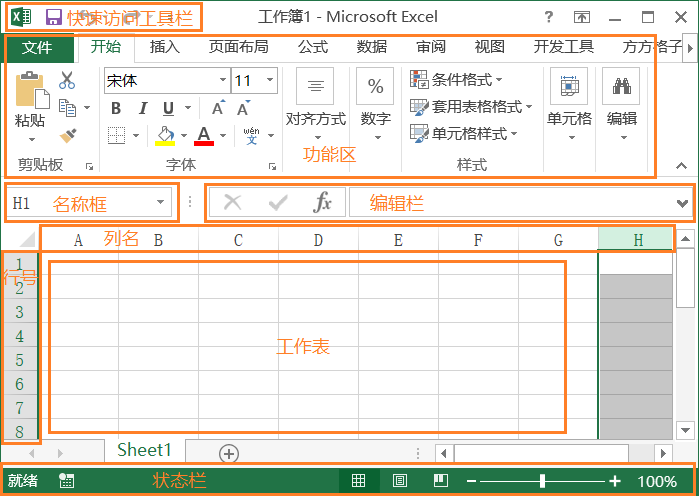 快速访问工具栏 工作簿1 - Microsoft Excel ?
文件 开始 插入 页面布局 公式 数据 审阅 视图 开发工具 方方格子
宋体 11
粘贴 B I U A A 对齐方式 % 数字 条件格式
套用表格格式
单元格样式 单元格 编辑
A wén 文
功能区
剪贴板 字体 样式
H1 名称框 fx 编辑栏
列名
A B C D E F G H
行号
1
2
3
4
工作表
5
6
7
8
Sheet1
就绪 状态栏 100%